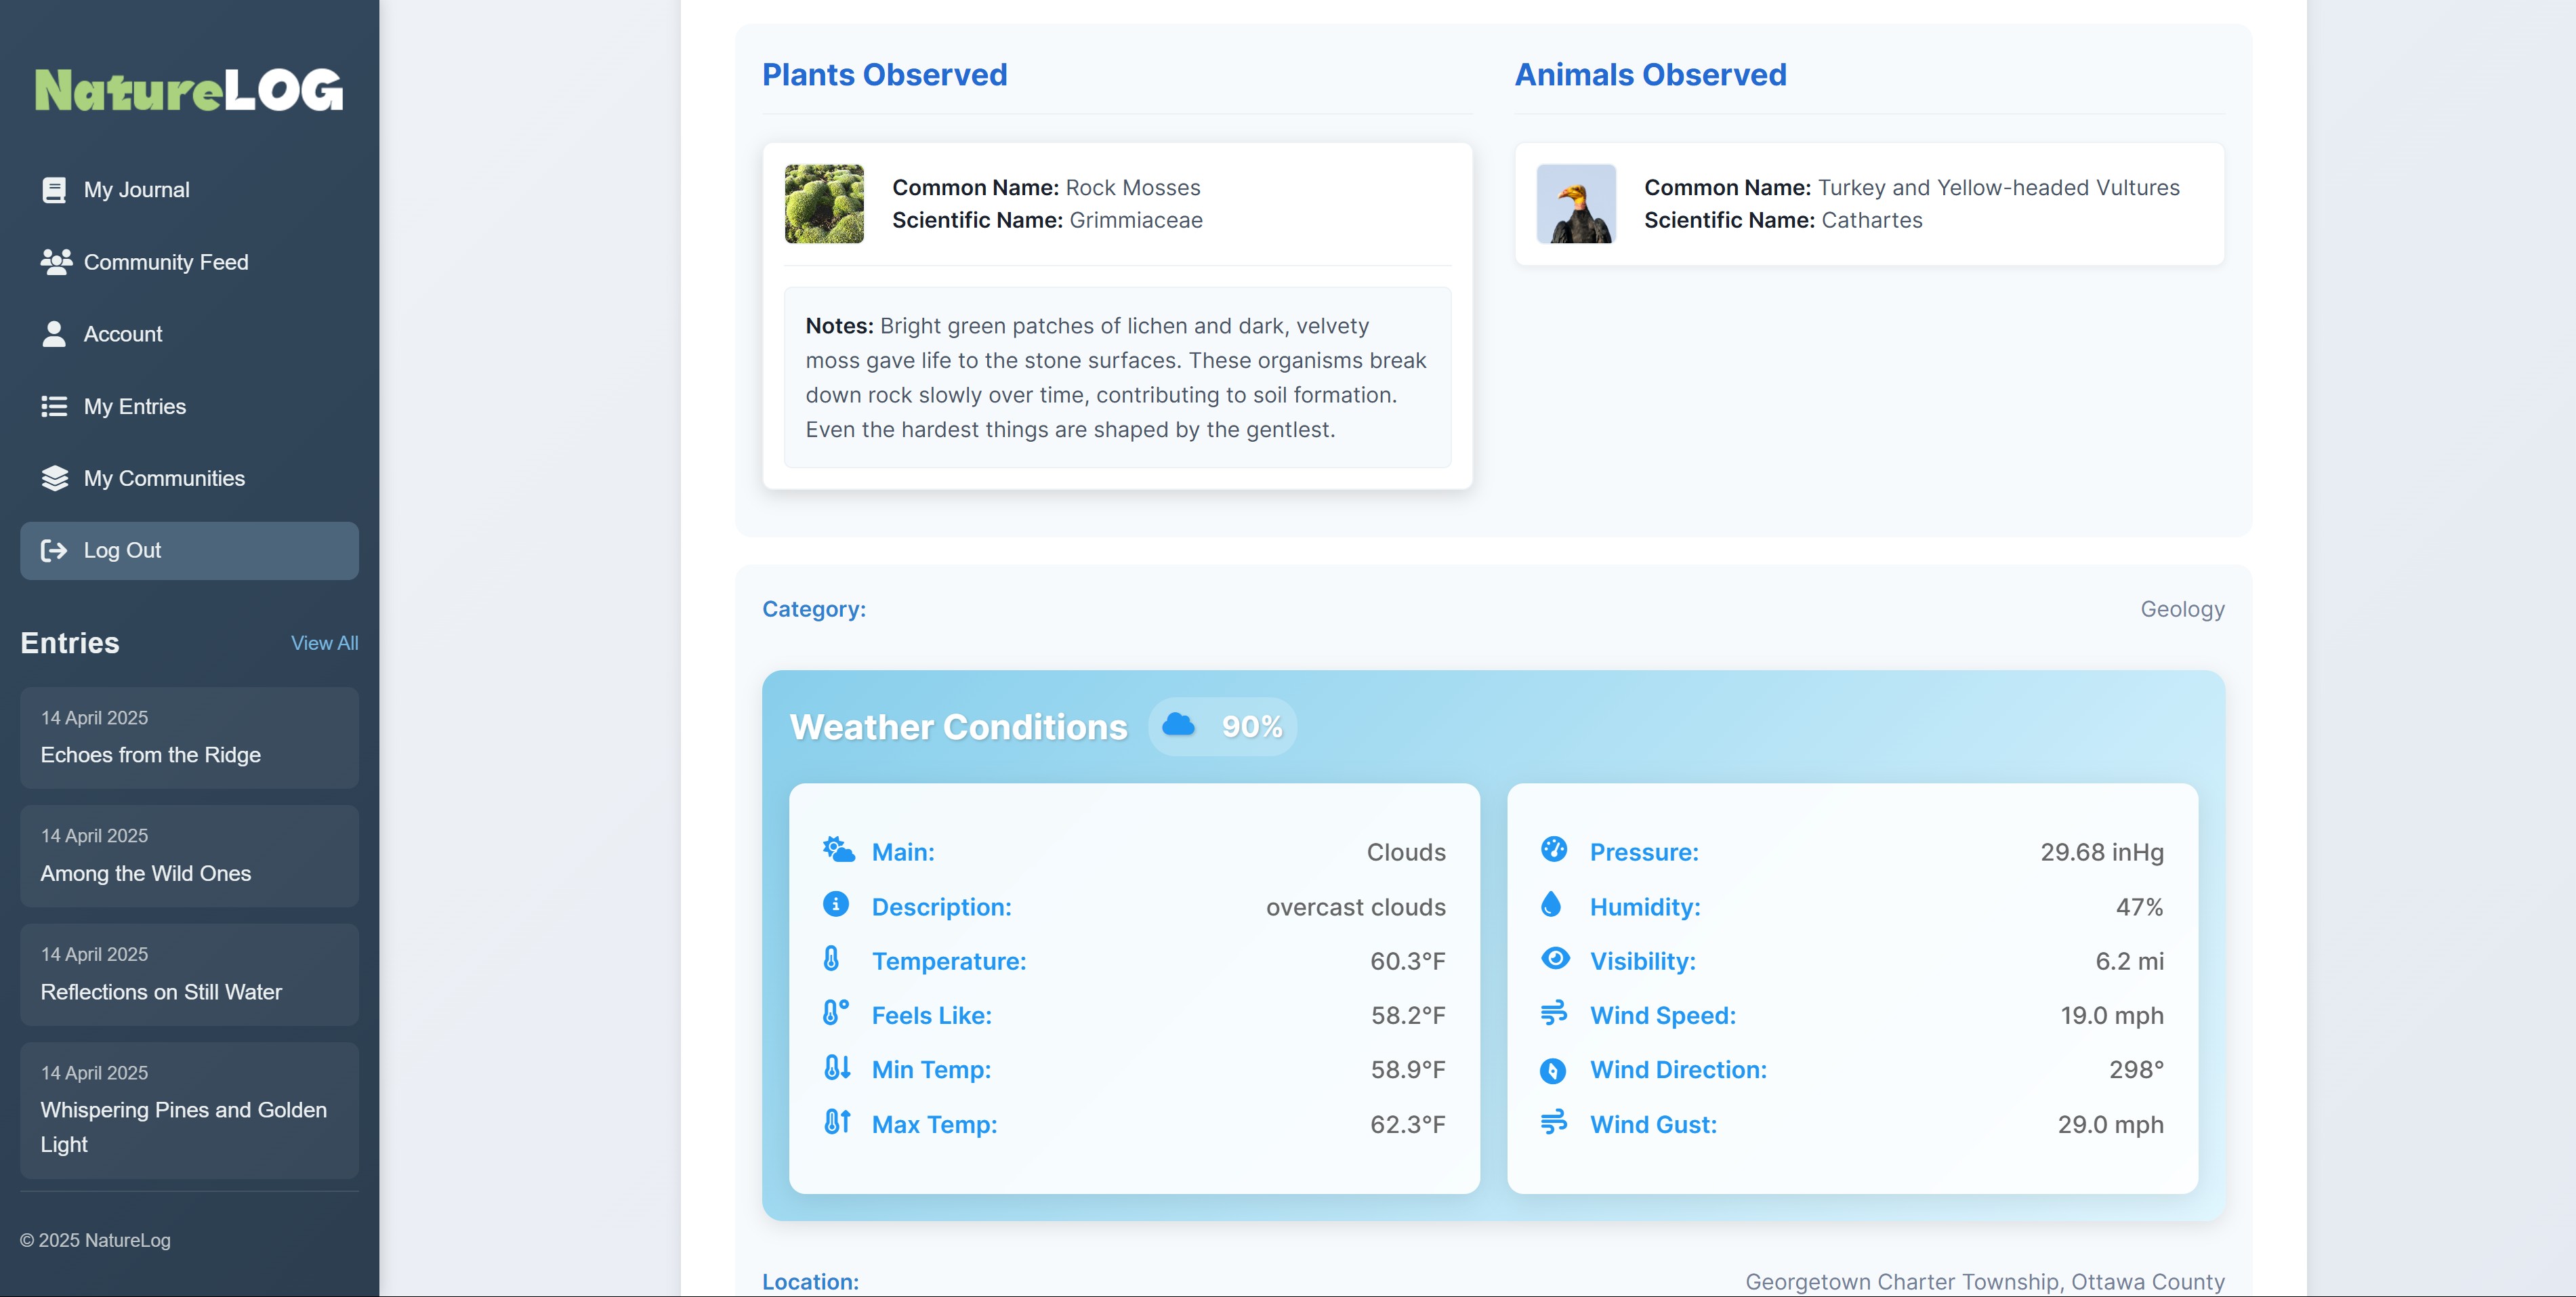 NatureLOG
My Journal
Community Feed
Account
My Entries
My Communities
Log Out
Entries
View All
14 April 2025
Echoes from the Ridge
14 April 2025
Among the Wild Ones
14 April 2025
Reflections on Still Water
14 April 2025
Whispering Pines and Golden
Light
© 2025 NatureLog
Plants Observed
Common Name: Rock Mosses
Scientific Name: Grimmiaceae
Notes: Bright green patches of lichen and dark, velvety
moss gave life to the stone surfaces. These organisms break
down rock slowly over time, contributing to soil formation.
Even the hardest things are shaped by the gentlest.
Animals Observed
Common Name: Turkey and Yellow-headed Vultures
Scientific Name: Cathartes
Category: Geology
Weather Conditions 90%
Main: Clouds
Description: overcast clouds
Temperature: 60.3°F
Feels Like: 58.2°F
Min Temp: 58.9°F
Max Temp: 62.3°F
Pressure: 29.68 inHg
Humidity: 47%
Visibility: 6.2 mi
Wind Speed: 19.0 mph
Wind Direction: 298°
Wind Gust: 29.0 mph
Location: Georgetown Charter Township, Ottawa County